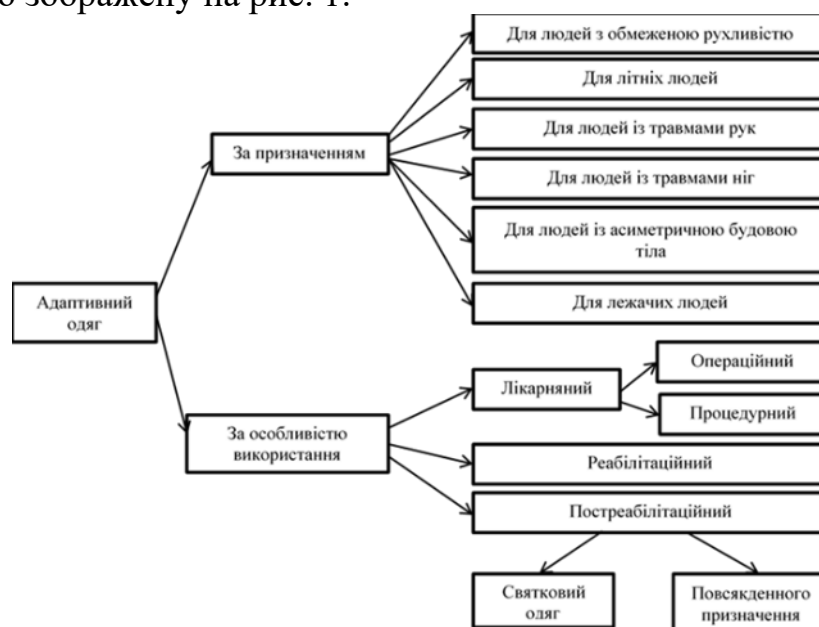 зображену на рис. 1.
Для людей з обмеженою рухливістю
Для літніх людей
Для людей із травмами рук
За призначенням
Для людей із травмами ніг
Для людей із асиметричною будовою
тіла
Адаптивний
одяг
Для лежачих людей
Операційний
Лікарняний
Процедурний
За особливістю
використання
Реабілітаційний
Постреабілітаційний
Святковий
одяг
Повсякденного
призначення